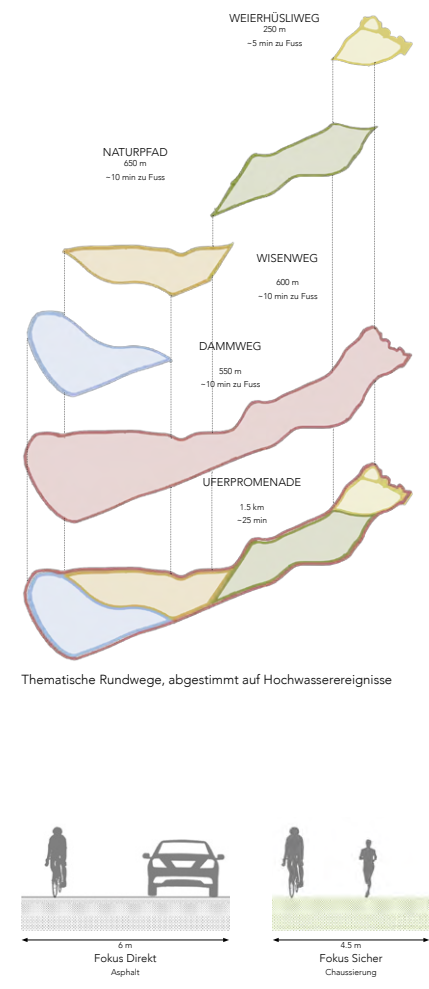 WEIERHÜSLIWEG
250 m
~5 min zu Fuss
NATURPFAD
650 m
~10 min zu Fuss
WISENWEG
600 m
~10 min zu Fuss
DAMMWEG
550 m
~10 min zu Fuss
UFERPROMENADE
1.5 km
~25 min
Thematische Rundwege, abgestimmt auf Hochwasserereignisse
6 m
Fokus Direkt
Asphalt
4.5 m
Fokus Sicher
Chaussierung